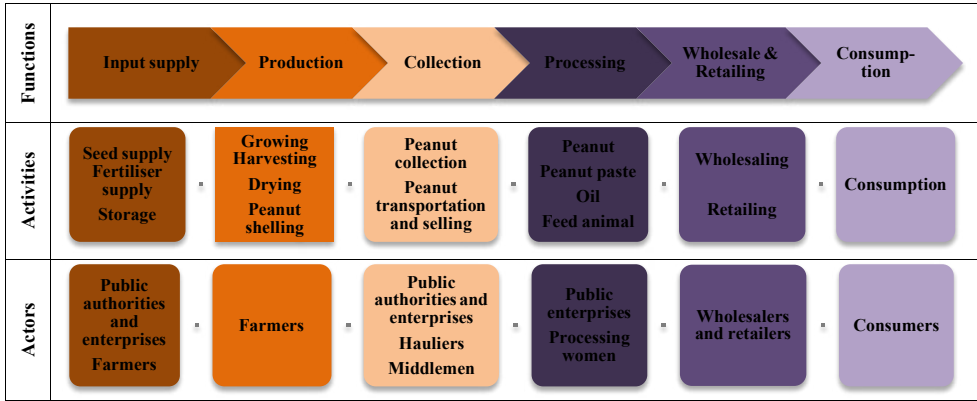 Functions
Input supply
Production
Collection
Processing
Wholesale &
Retailing
Consump-
tion
Activities
Seed supply
Fertiliser
supply
Storage
Growing
Harvesting
Drying
Peanut
shelling
Peanut
collection
Peanut
transportation
and selling
Peanut
Peanut paste
Oil
Feed animal
Wholesaling
Retailing
Consumption
Actors
Public
authorities
and
enterprises
Farmers
Farmers
Public
authorities and
enterprises
Hauliers
Middlemen
Public
enterprises
Processing
women
Wholesalers
and retailers
Consumers